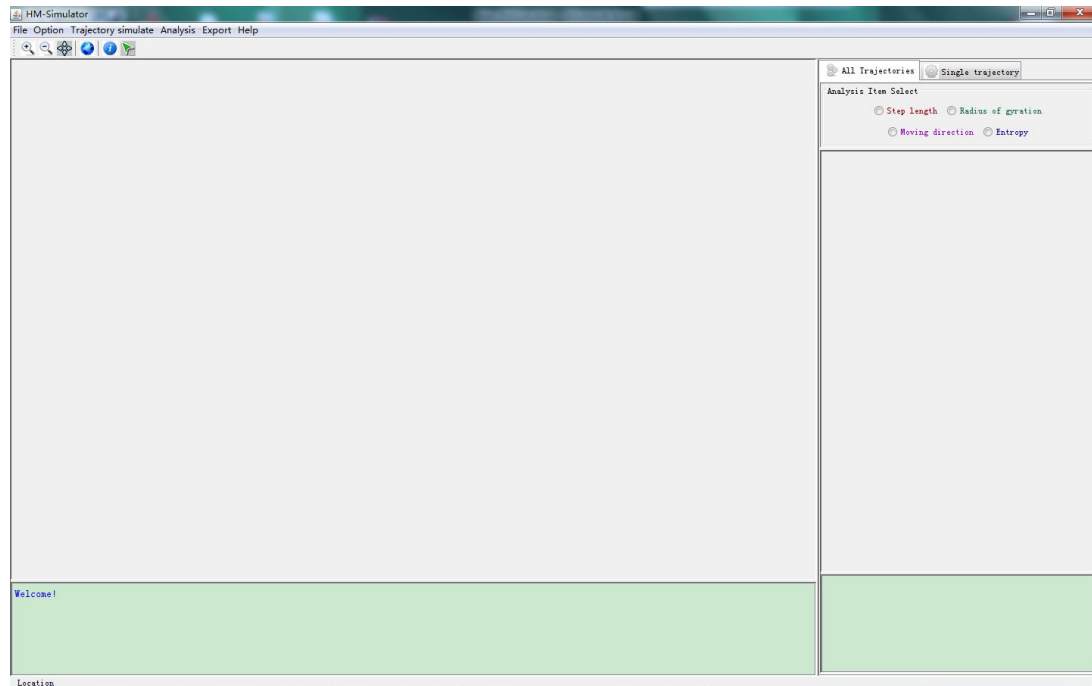 HM-Simulator
File Option Trajectory simulate Analysis Export Help
All Trajectories Single trajectory
Analysis Item Select
Step length Radius of gyration
Moving direction Entropy
Welcome!
Location